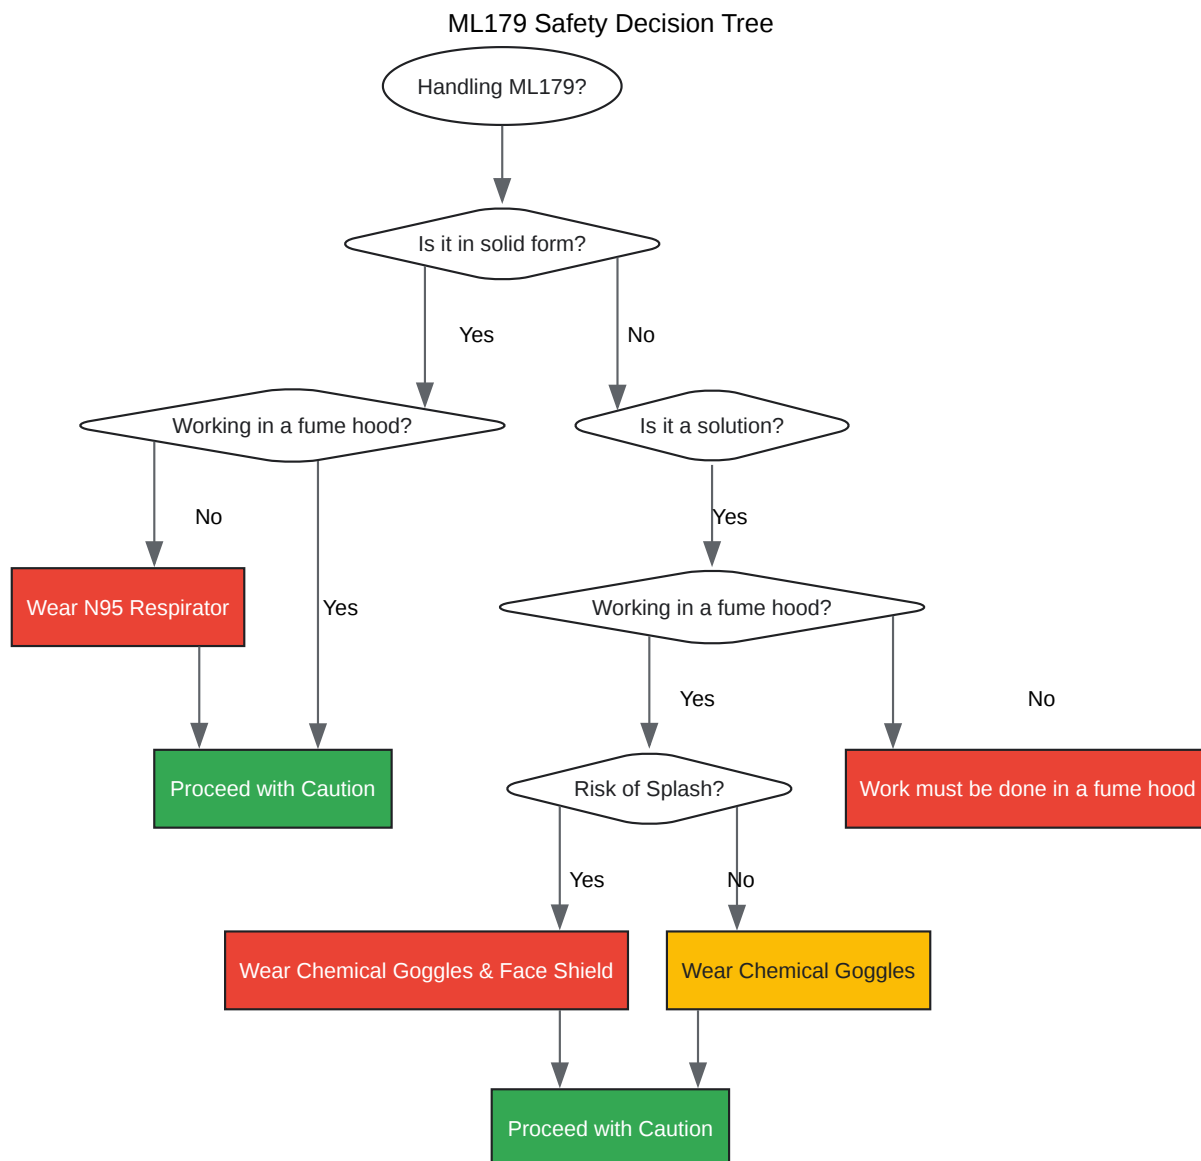 ML179 Safety Decision Tree
Handling ML179?
Is it in solid form?
Yes
No
Working in a fume hood?
Is it a solution?
No
Yes
Wear N95 Respirator
Yes
Working in a fume hood?
Yes
No
Proceed with Caution
Risk of Splash?
Work must be done in a fume hood
Yes
No
Wear Chemical Goggles & Face Shield
Wear Chemical Goggles
Proceed with Caution